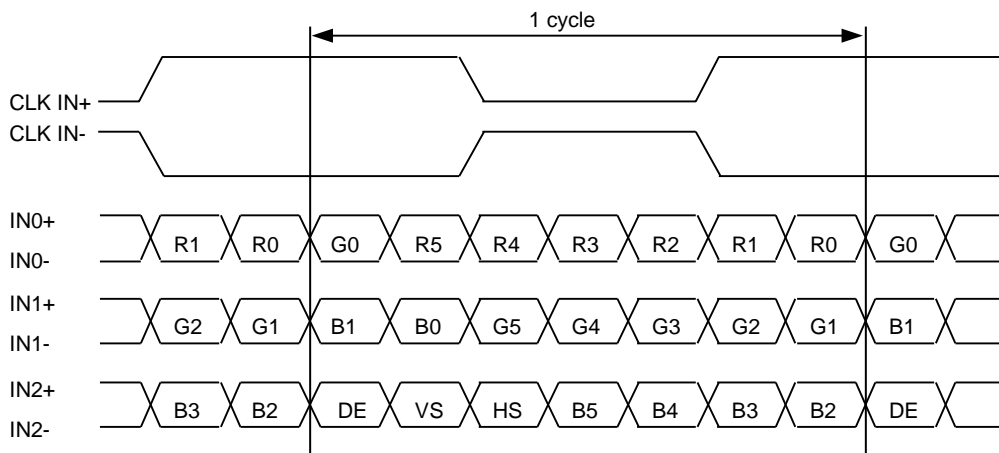 1 cycle
CLK IN+
CLK IN-
IN0+
R1 R0 G0 R5 R4 R3 R2 R1 R0 G0
IN0-
IN1+
G2 G1 B1 B0 G5 G4 G3 G2 G1 B1
IN1-
IN2+
B3 B2 DE VS HS B5 B4 B3 B2 DE
IN2-